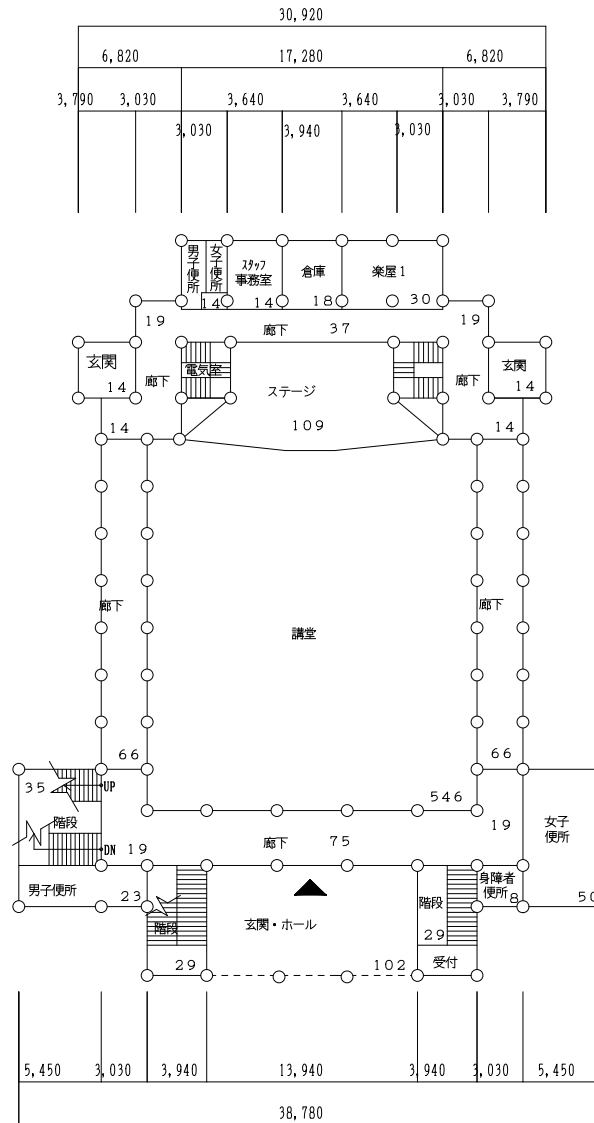 30,920
6,820
17,280
6,820
3,790
3,030
3,640
3,640
3,030
3,790
3,030
3,940
3,030
男子便所
女子便所
ｽﾀｯﾌ
事務室
倉庫
楽屋１
14
14
18
30
19
廊下
37
19
玄関
14
廊下
電気室
ステージ
廊下
玄関
14
14
109
14
廊下
講堂
廊下
66
66
35
UP
階段
DN
546
19
廊下
75
19
女子
便所
男子便所
23
階段
29
玄関・ホール
102
階段
29
受付
身障者
便所
8
50
5,450
3,030
3,940
13,940
3,940
3,030
5,450
38,780